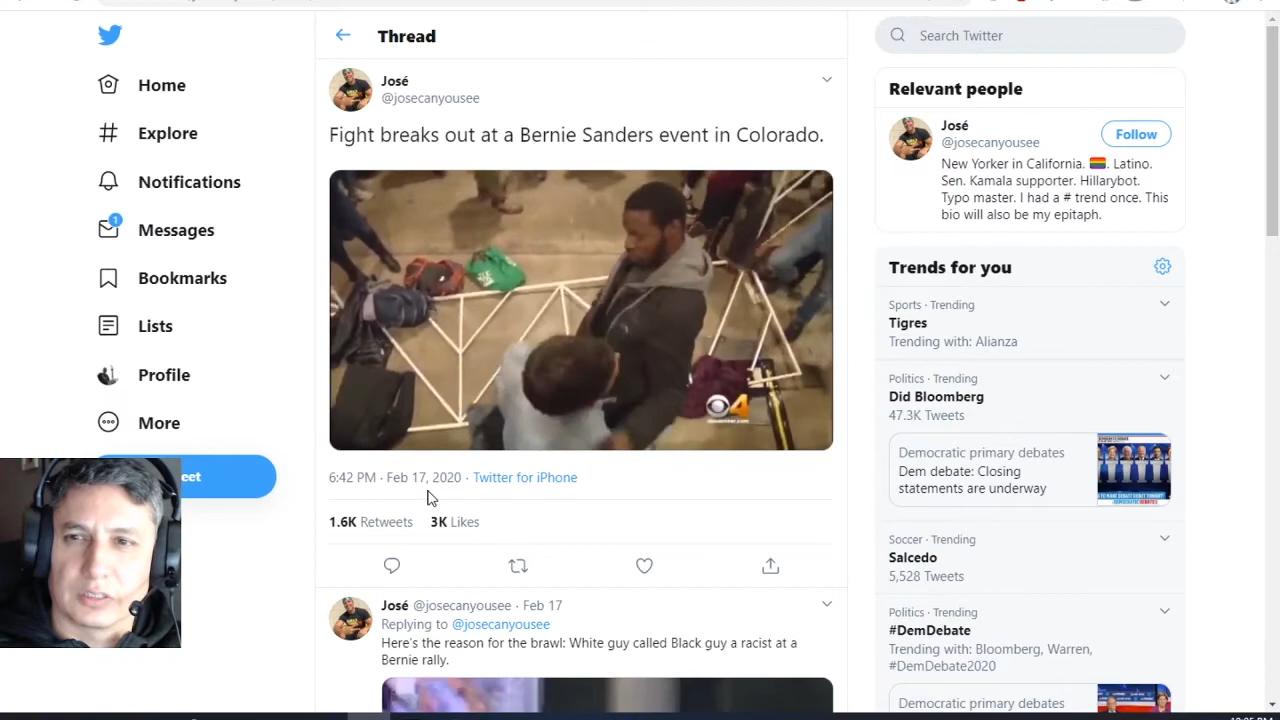 Thread
Search Twitter
Home
Explore
Notifications
1
Messages
Bookmarks
Lists
Profile
More
eet
José
@josecanyousee
Fight breaks out at a Bernie Sanders event in Colorado.
4
6:42 PM · Feb 17, 2020 · Twitter for iPhone
1.6K Retweets 3K Likes
José @josecanyousee · Feb 17
Replying to @josecanyousee
Here's the reason for the brawl: White guy called Black guy a racist at a
Bernie rally.
Relevant people
José
@josecanyousee
Follow
New Yorker in California. 🏳️‍🌈. Latino.
Sen. Kamala supporter. Hillarybot.
Typo master. I had a # trend once. This
bio will also be my epitaph.
Trends for you
Sports · Trending
Tigres
Trending with: Alianza
Politics · Trending
Did Bloomberg
47.3K Tweets
Democratic primary debates
Dem debate: Closing
statements are underway
Soccer · Trending
Salcedo
5,528 Tweets
Politics · Trending
#DemDebate
Trending with: Bloomberg, Warren,
#DemDebate2020
Democratic primary debates